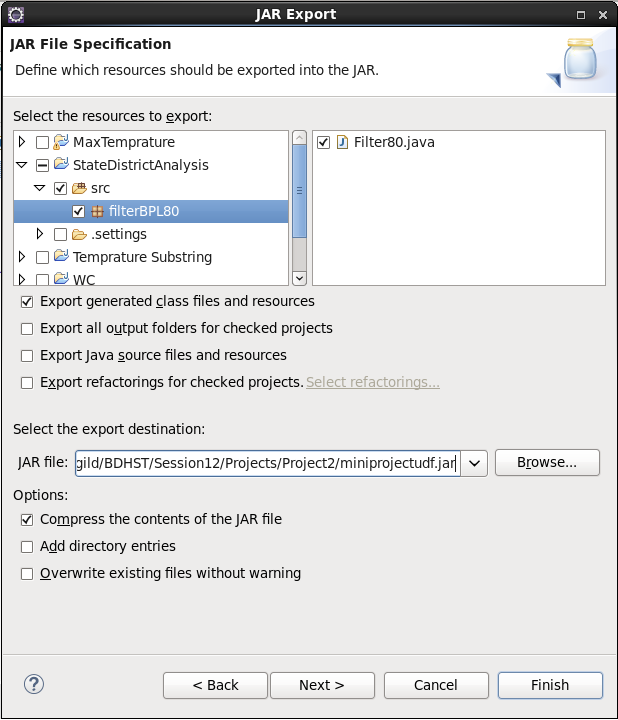 JAR Export
JAR File Specification
Define which resources should be exported into the JAR.
Select the resources to export:
MaxTemprature
StateDistrictAnalysis
src
filterBPL80
.settings
Temprature Substring
WC
Filter80.java
Export generated class files and resources
Export all output folders for checked projects
Export Java source files and resources
Export refactorings for checked projects. Select refactorings...
Select the export destination:
JAR file: gild/BDHST/Session12/Projects/Project2/miniprojectudf.jar Browse...
Options:
Compress the contents of the JAR file
Add directory entries
Overwrite existing files without warning
? < Back Next > Cancel Finish